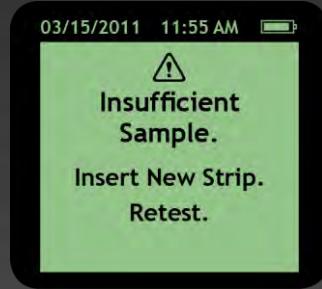 03/15/2011 11:55 AM
Insufficient
Sample.
Insert New Strip.
Retest.